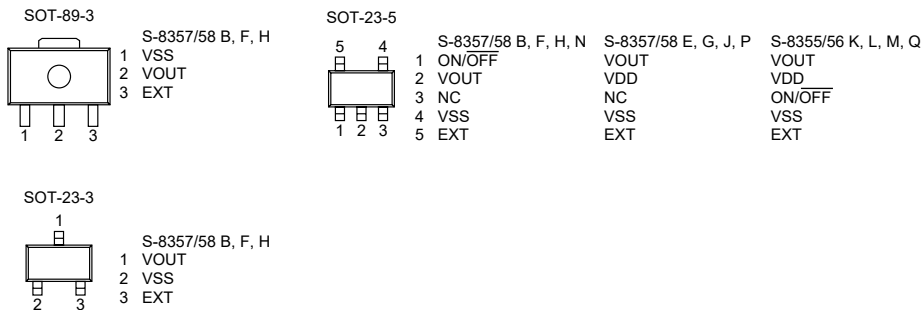 SOT-89-3
S-8357/58 B, F, H
1 VSS
2 VOUT
3 EXT
1 2 3
SOT-23-5
5 4
1 2 3
S-8357/58 B, F, H, N S-8357/58 E, G, J, P S-8355/56 K, L, M, Q
1 ON/OFF VOUT VOUT
2 VOUT VDD VDD
3 NC NC ON/OFF
4 VSS VSS VSS
5 EXT EXT EXT
SOT-23-3
1
S-8357/58 B, F, H
1 VOUT
2 VSS
3 EXT
2 3